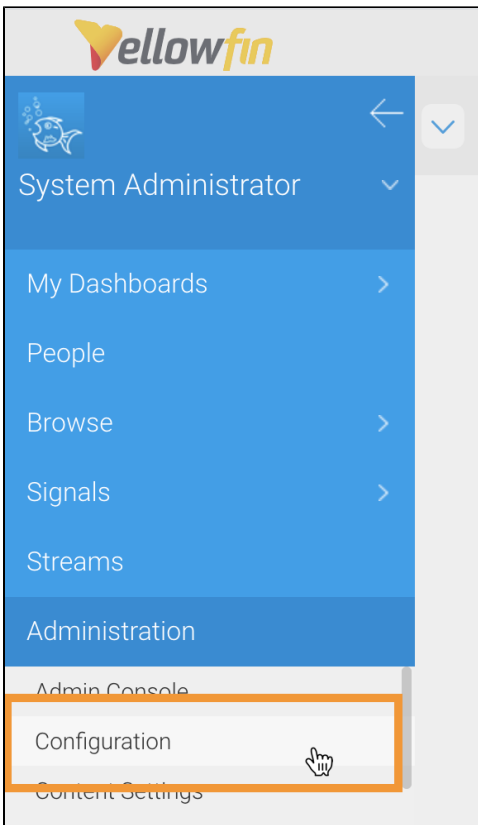 Yellowfin
System Administrator
My Dashboards
People
Browse
Signals
Streams
Administration
Admin Console
Configuration
Content Settings